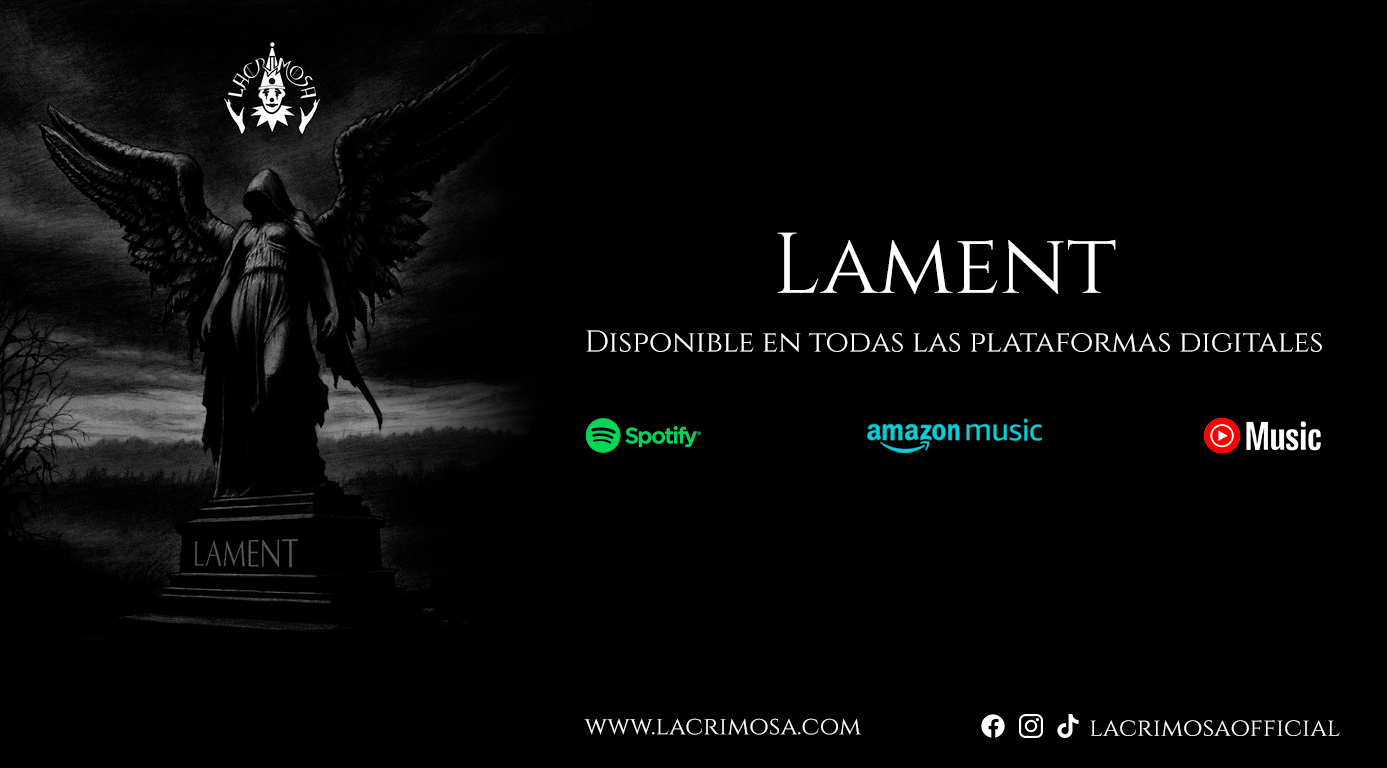 LACRIMOSA
LAMENT
LAMENT
DISPONIBLE EN TODAS LAS PLATAFORMAS DIGITALES
Spotify®
amazon music
Music
WWW.LACRIMOSA.COM
LACRIMOSAOFFICIAL